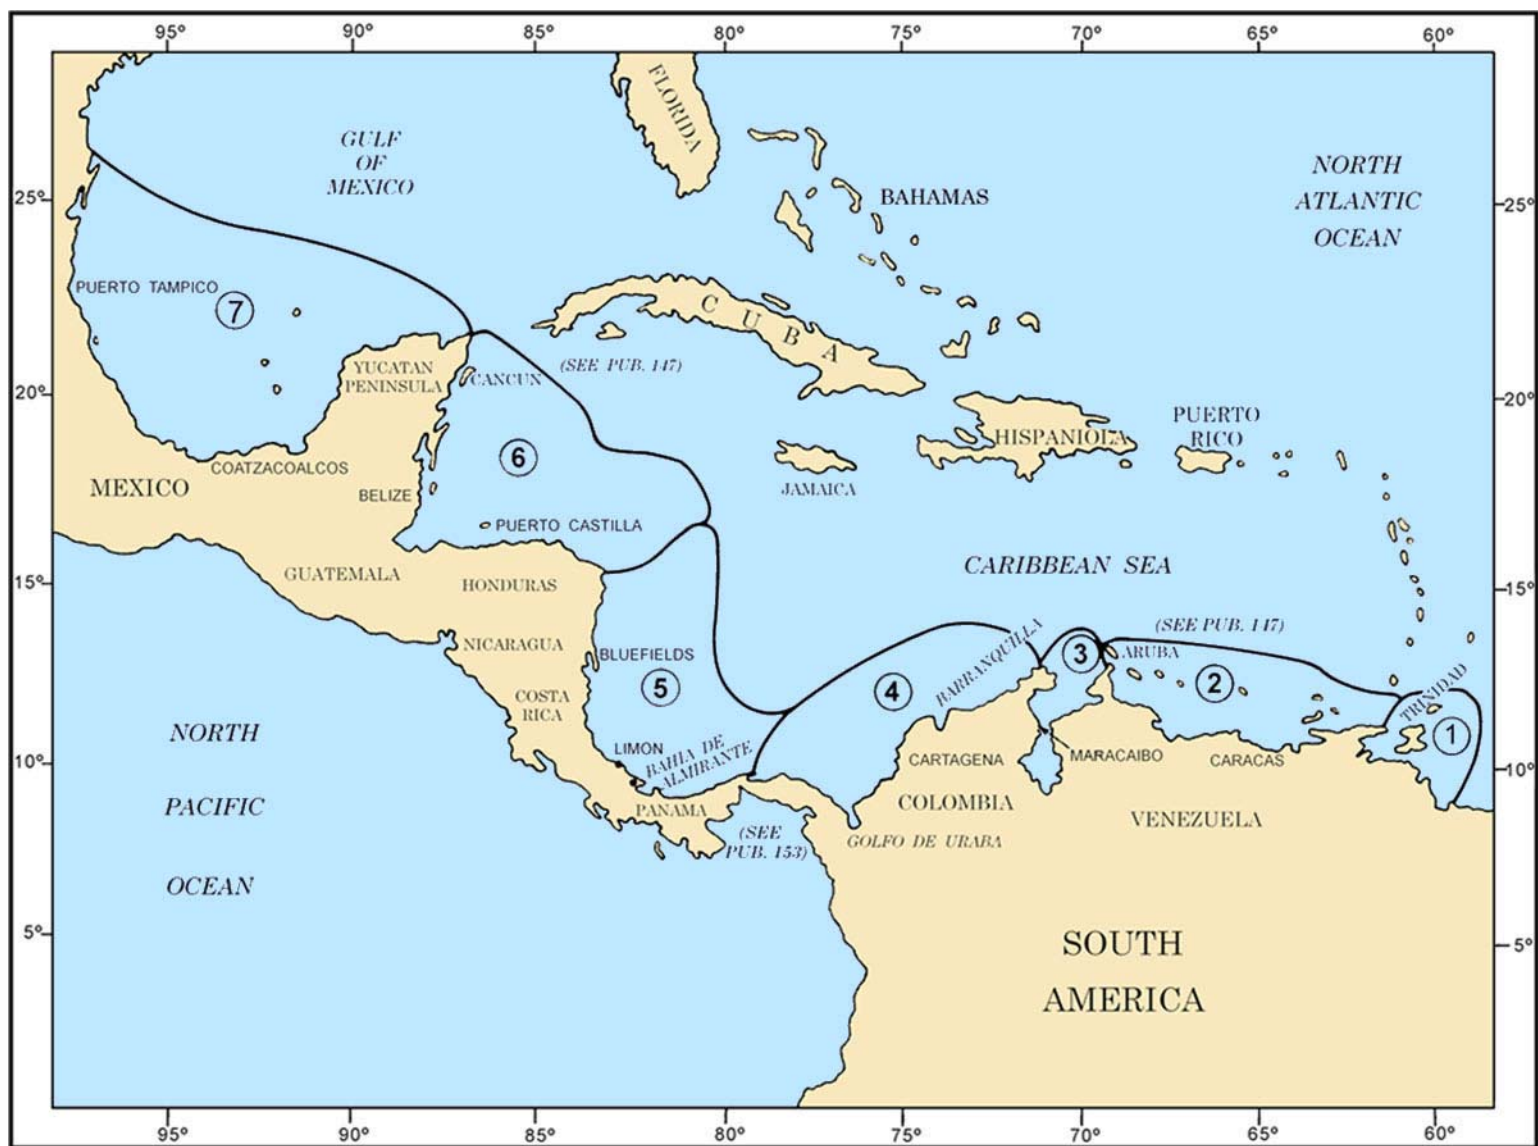 95°
90°
85°
80°
75°
70°
65°
60°
FLORIDA
GULF
OF
MEXICO
NORTH
ATLANTIC
OCEAN
25°
25°
BAHAMAS
PUERTO TAMPICO
7
CUBA
(SEE PUB. 147)
YUCATAN
PENINSULA
CANCUN
20°
20°
PUERTO
RICO
HISPANIOLA
6
COATZACOALCOS
MEXICO
BELIZE
JAMAICA
PUERTO CASTILLA
CARIBBEAN SEA
GUATEMALA
HONDURAS
15°
15°
(SEE PUB. 147)
NICARAGUA
BLUEFIELDS
BARRANQUILLA
3
ARUBA
5
4
2
COSTA
RICA
TRINIDAD
1
NORTH
PACIFIC
OCEAN
LIMON
BAHIA DE
ALMIRANTE
CARTAGENA
MARACAIBO
CARACAS
10°
10°
PANAMA
COLOMBIA
VENEZUELA
(SEE
PUB. 153)
GOLFO DE URABA
5°
5°
SOUTH
AMERICA
95°
90°
85°
80°
75°
70°
65°
60°